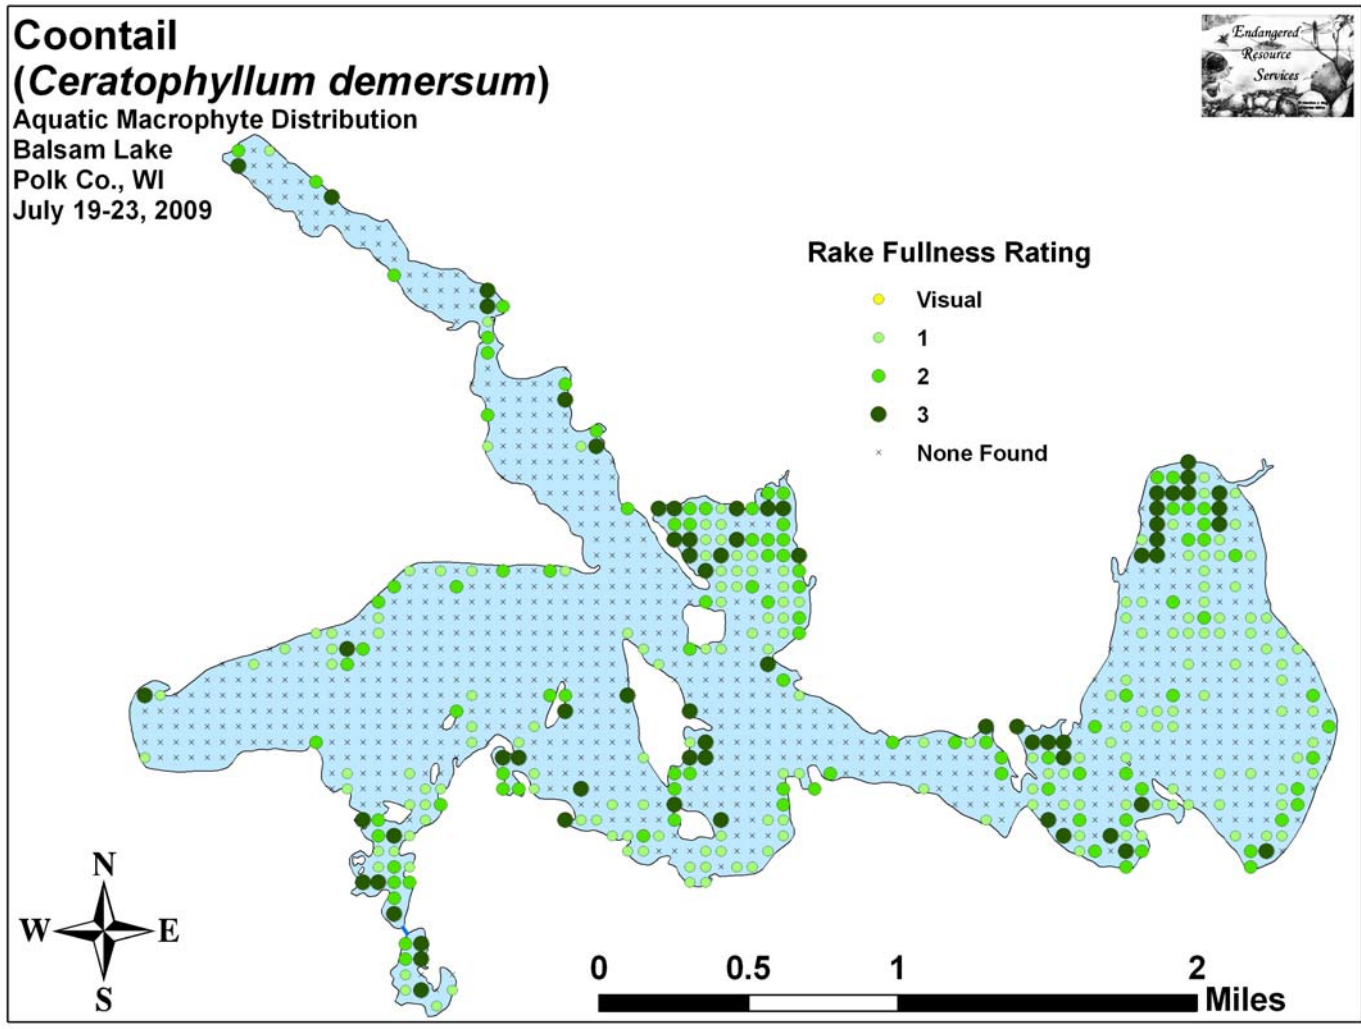 Coontail
(Ceratophyllum demersum)
Aquatic Macrophyte Distribution
Balsam Lake
Polk Co., WI
July 19-23, 2009
Endangered
Resource
Services
Rake Fullness Rating
Visual
1
2
3
None Found
N
W E
S
0 0.5 1 2
Miles